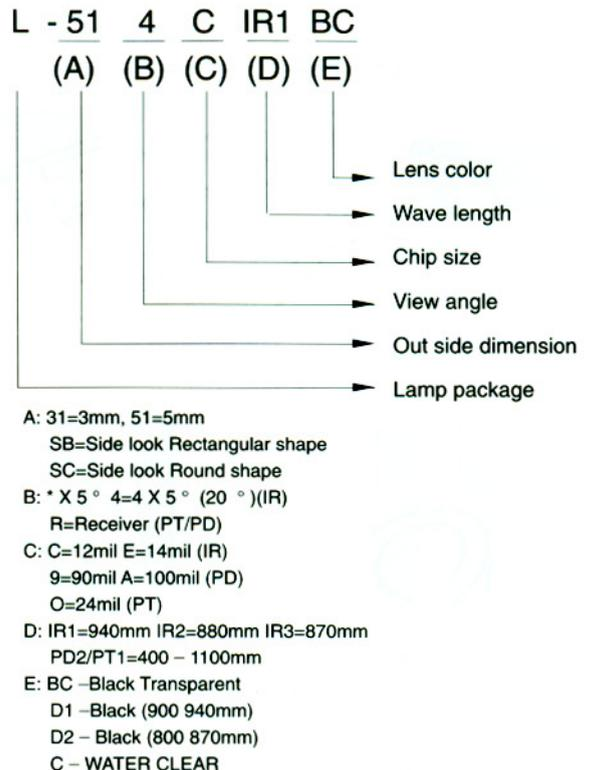 L - 51 4 C IR1 BC
(A) (B) (C) (D) (E)
Lens color
Wave length
Chip size
View angle
Out side dimension
Lamp package
A: 31=3mm, 51=5mm
SB=Side look Rectangular shape
SC=Side look Round shape
B: * X 5 ° 4=4 X 5 ° (20 ° )(IR)
R=Receiver (PT/PD)
C: C=12mil E=14mil (IR)
9=90mil A=100mil (PD)
O=24mil (PT)
D: IR1=940mm IR2=880mm IR3=870mm
PD2/PT1=400 – 1100mm
E: BC –Black Transparent
D1 –Black (900 940mm)
D2 – Black (800 870mm)
C – WATER CLEAR